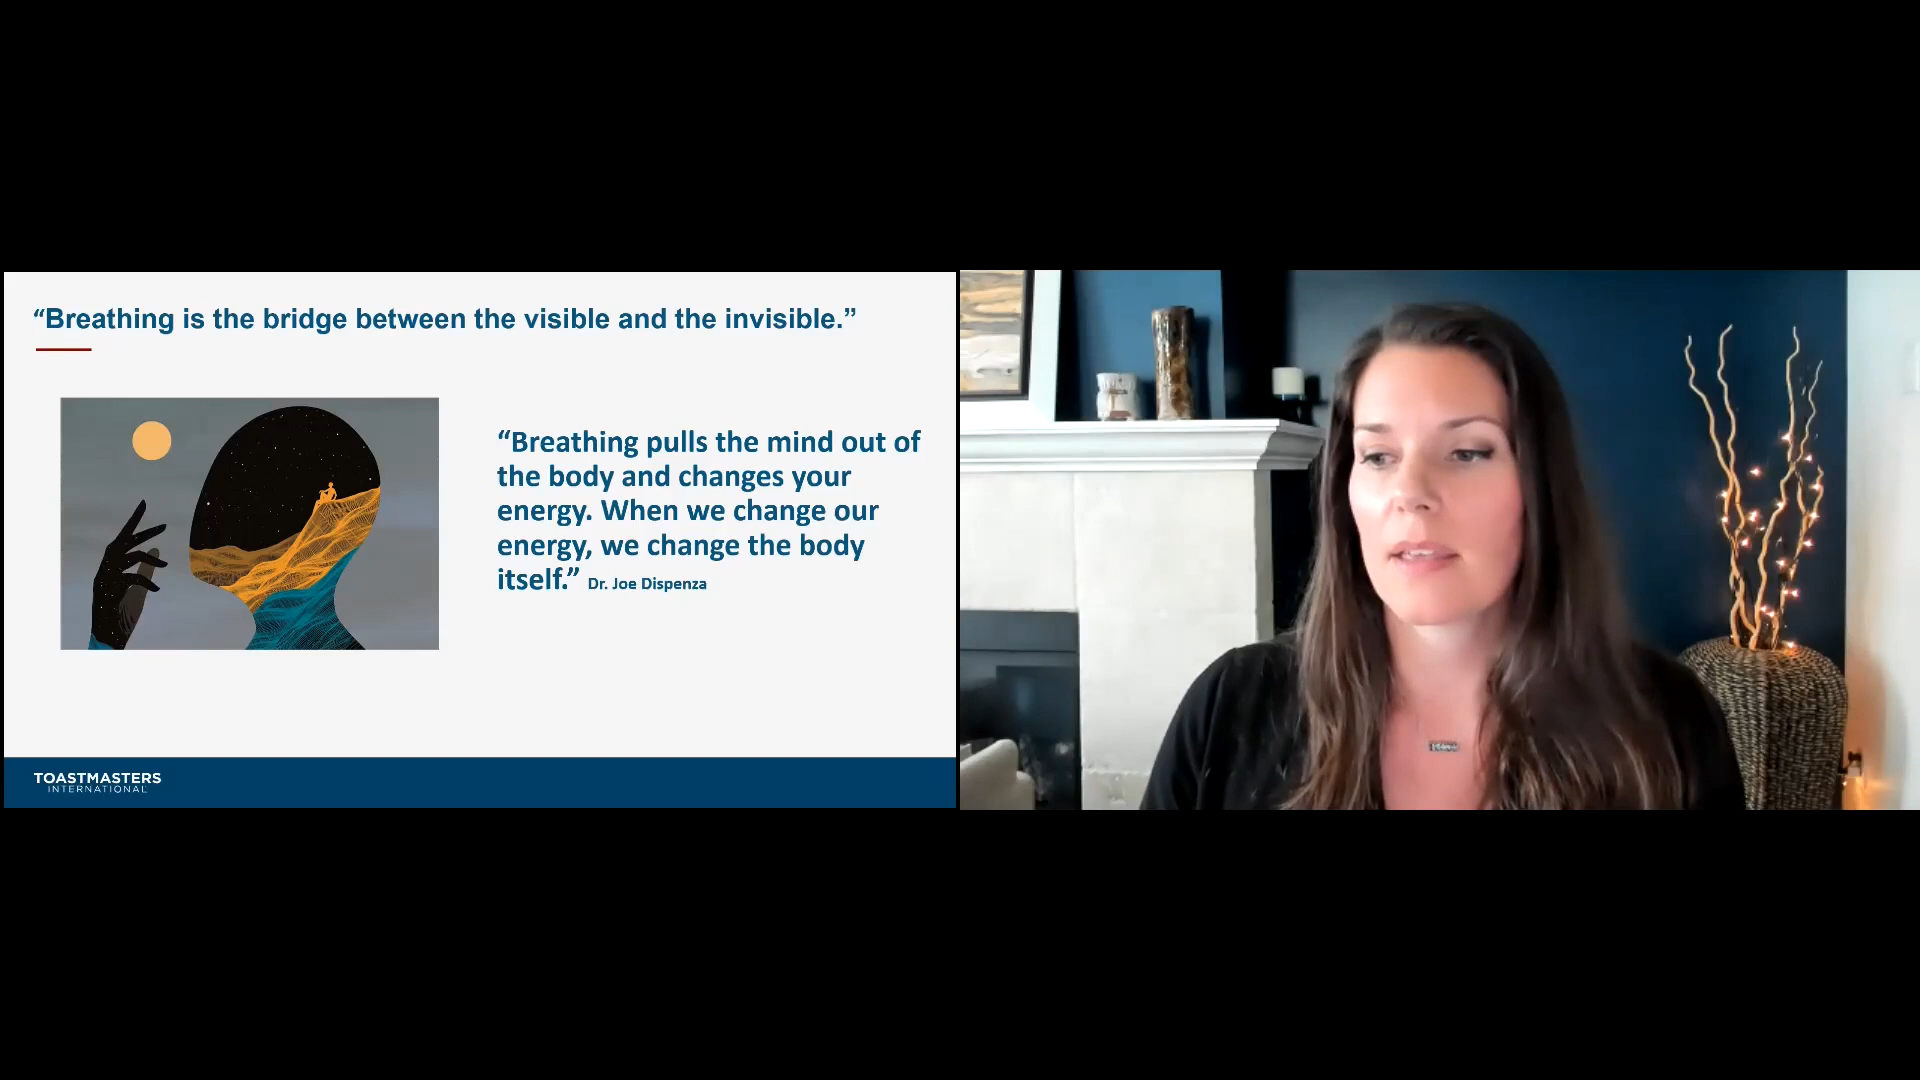 “Breathing is the bridge between the visible and the invisible.”
“Breathing pulls the mind out of
the body and changes your
energy. When we change our
energy, we change the body
itself.” Dr. Joe Dispenza
TOASTMASTERS
INTERNATIONAL